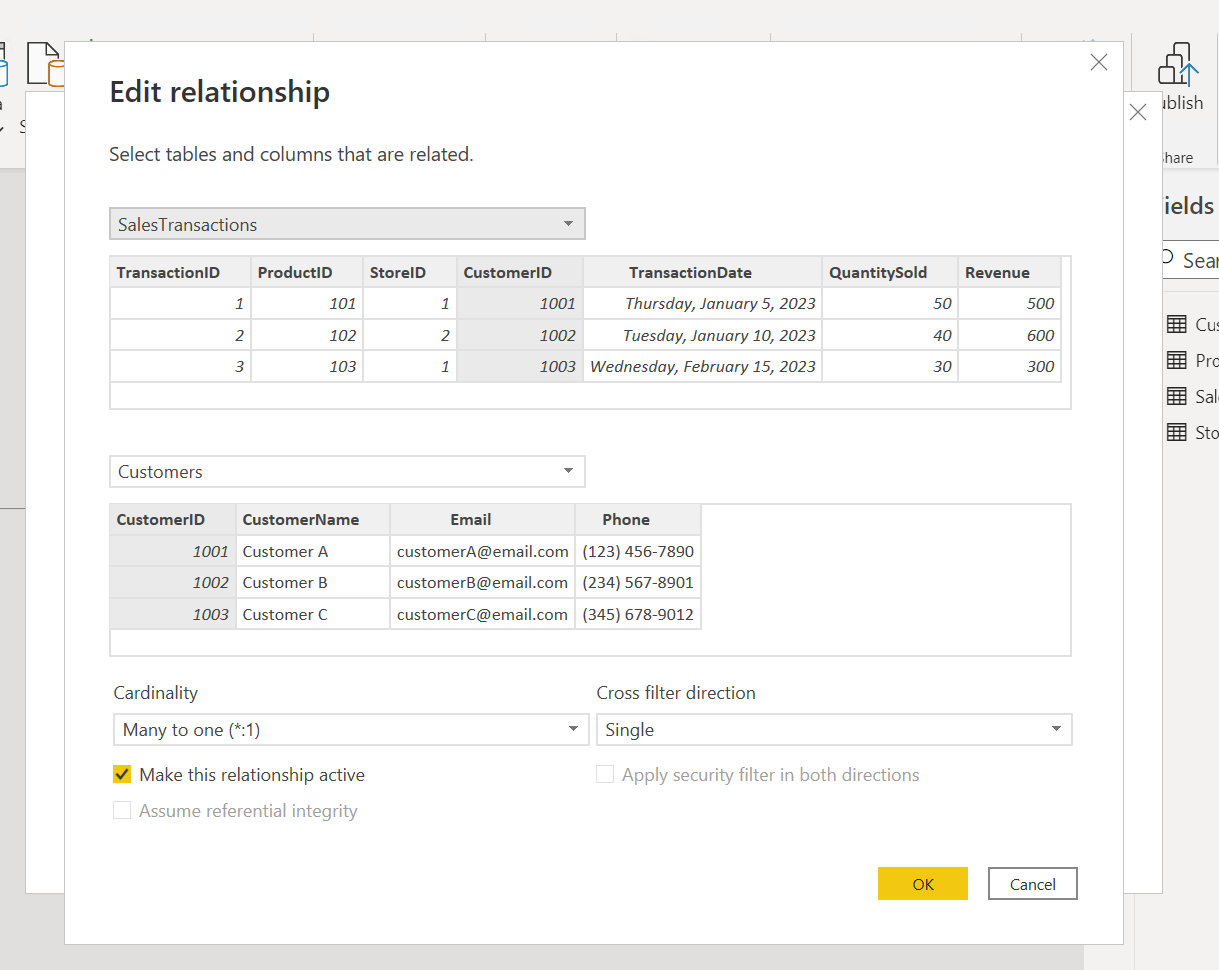 Edit relationship
Select tables and columns that are related.
SalesTransactions
TransactionID ProductID StoreID CustomerID TransactionDate QuantitySold Revenue
1 101 1 1001 Thursday, January 5, 2023 50 500
2 102 2 1002 Tuesday, January 10, 2023 40 600
3 103 1 1003 Wednesday, February 15, 2023 30 300
Customers
CustomerID CustomerName Email Phone
1001 Customer A customerA@email.com (123) 456-7890
1002 Customer B customerB@email.com (234) 567-8901
1003 Customer C customerC@email.com (345) 678-9012
Cardinality Cross filter direction
Many to one (*:1) Single
Make this relationship active Apply security filter in both directions
Assume referential integrity
OK Cancel
ublish
hare
ields
Sear
Cus
Pro
Sal
Sto